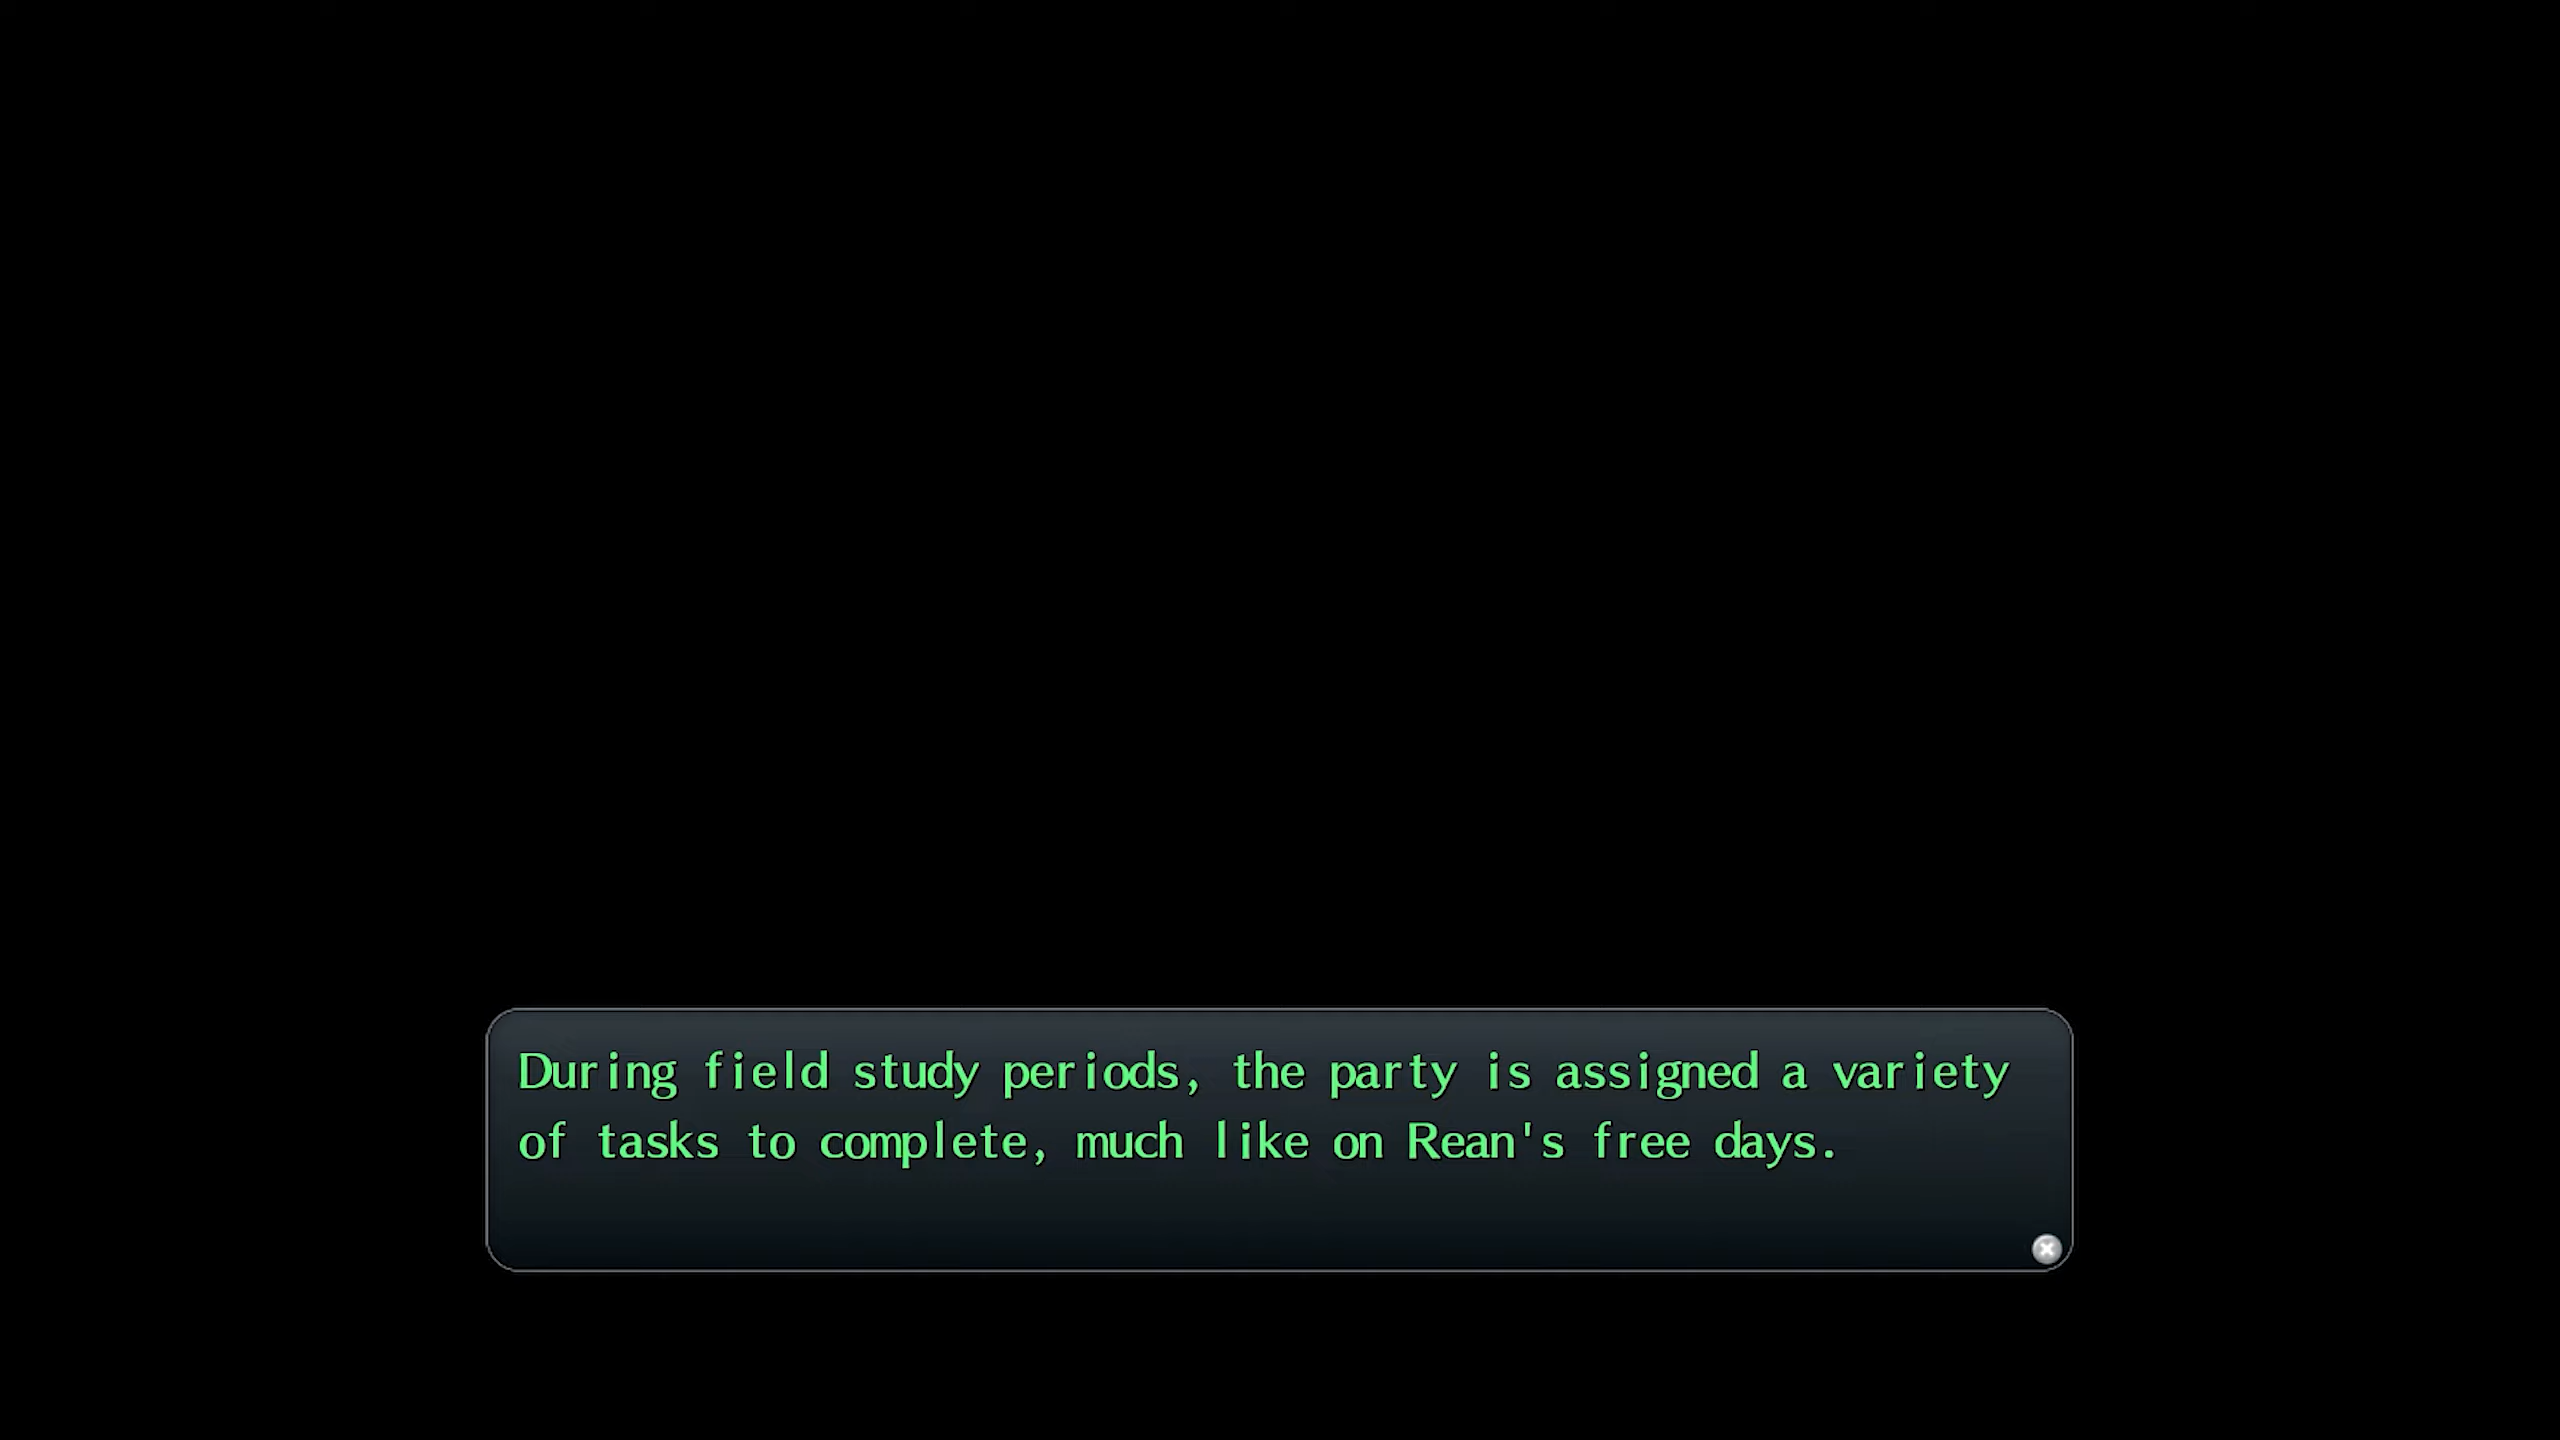 During field study periods, the party is assigned a variety
of tasks to complete, much like on Rean's free days.